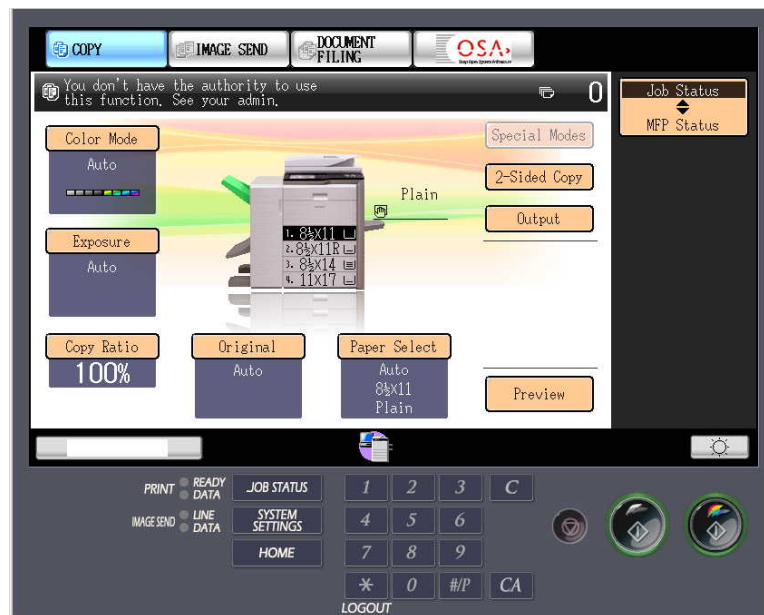 COPY
IMAGE SEND
DOCUMENT
FILING
OSA
You don't have the authority to use
this function. See your admin.
0
Job Status
MFP Status
Color Mode
Auto
Special Modes
2-Sided Copy
Output
Plain
1. 8½X11
2. 8½X11R
3. 8½X14
4. 11X17
Exposure
Auto
Copy Ratio
100%
Original
Auto
Paper Select
Auto
8½X11
Plain
Preview
PRINT
READY
DATA
JOB STATUS
1 2 3 C
IMAGE SEND
LINE
DATA
SYSTEM
SETTINGS
4 5 6
HOME
7 8 9
* 0 #/P CA
LOGOUT